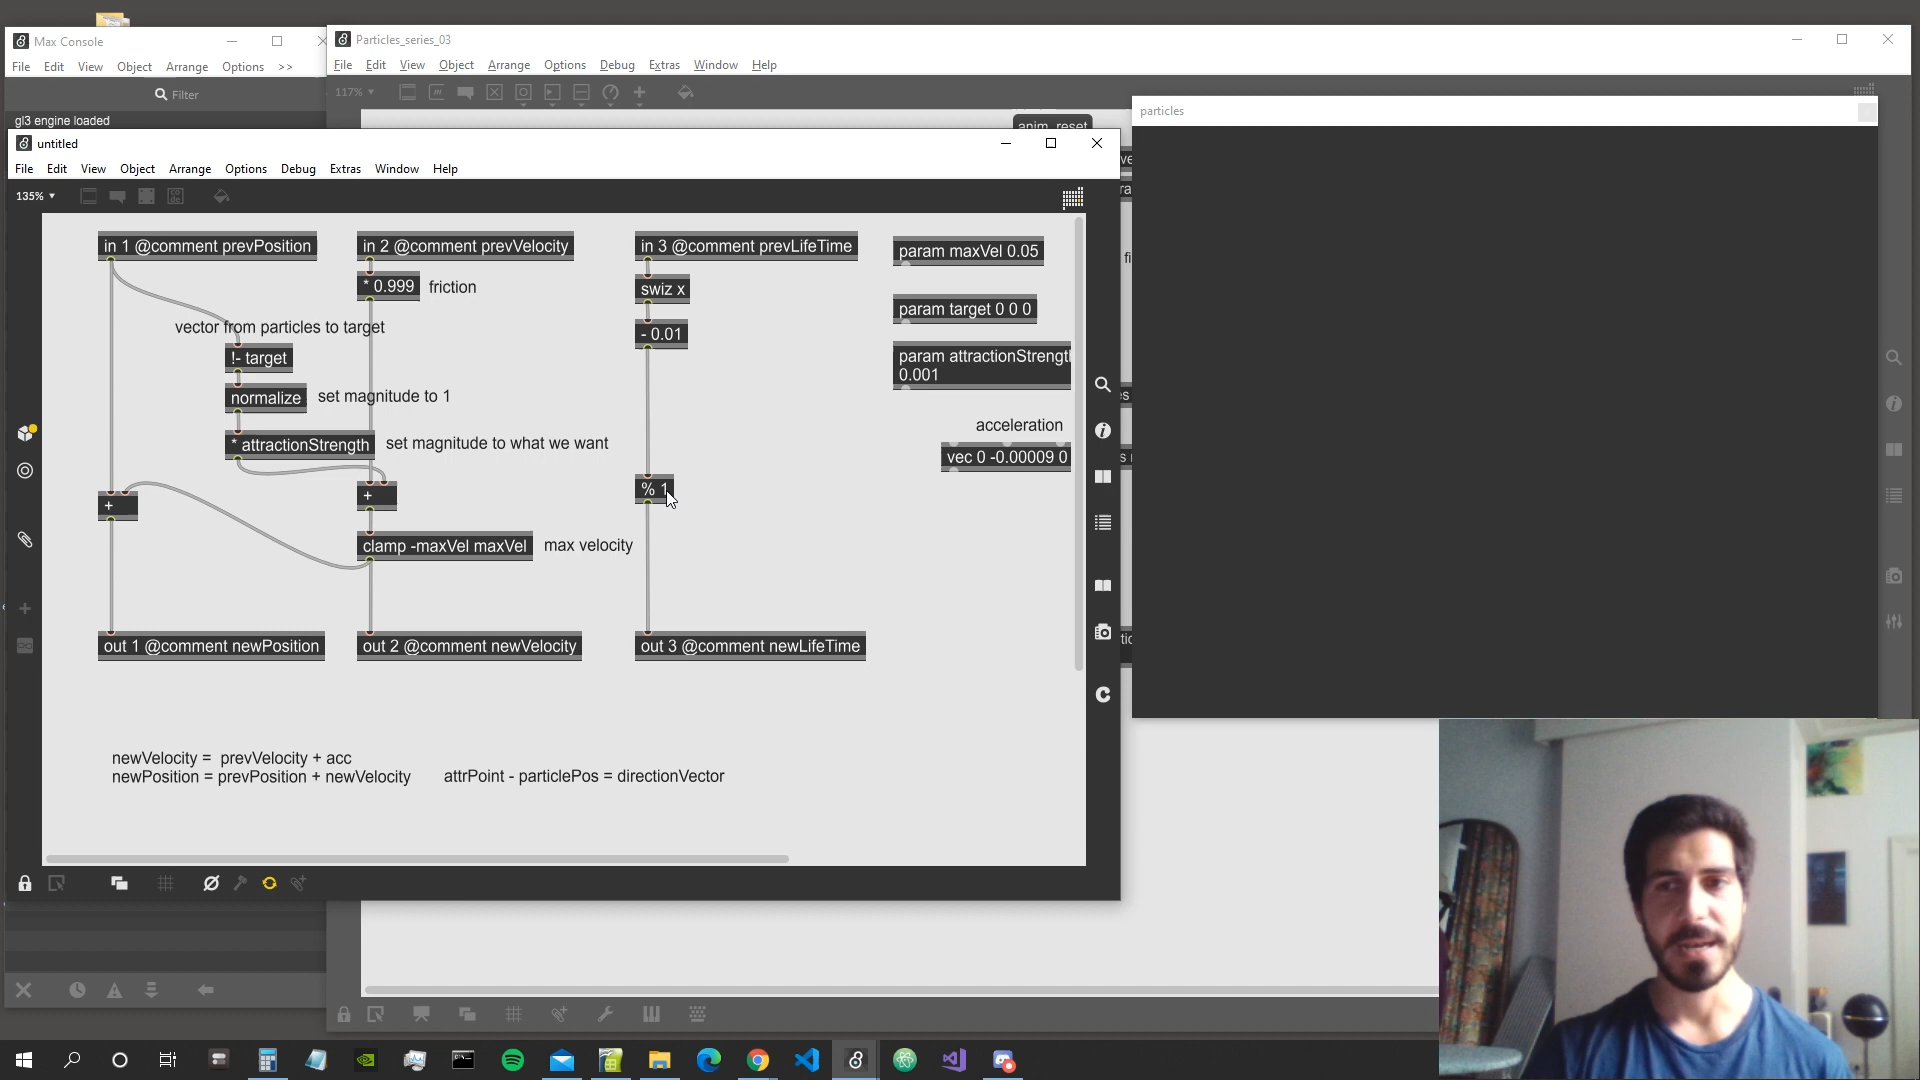 Max Console
File Edit View Object Arrange Options >>
Filter
gl3 engine loaded
Particles_series_03
File Edit View Object Arrange Options Debug Extras Window Help
117%
anim_reset
particles
untitled
File Edit View Object Arrange Options Debug Extras Window Help
135%
in 1 @comment prevPosition
in 2 @comment prevVelocity
in 3 @comment prevLifeTime
param maxVel 0.05
* 0.999
friction
swiz x
param target 0 0 0
vector from particles to target
- 0.01
!- target
param attractionStrength
0.001
normalize
set magnitude to 1
acceleration
* attractionStrength
set magnitude to what we want
vec 0 -0.00009 0
% 1
+
+
clamp -maxVel maxVel
max velocity
out 1 @comment newPosition
out 2 @comment newVelocity
out 3 @comment newLifeTime
newVelocity = prevVelocity + acc
newPosition = prevPosition + newVelocity
attrPoint - particlePos = directionVector